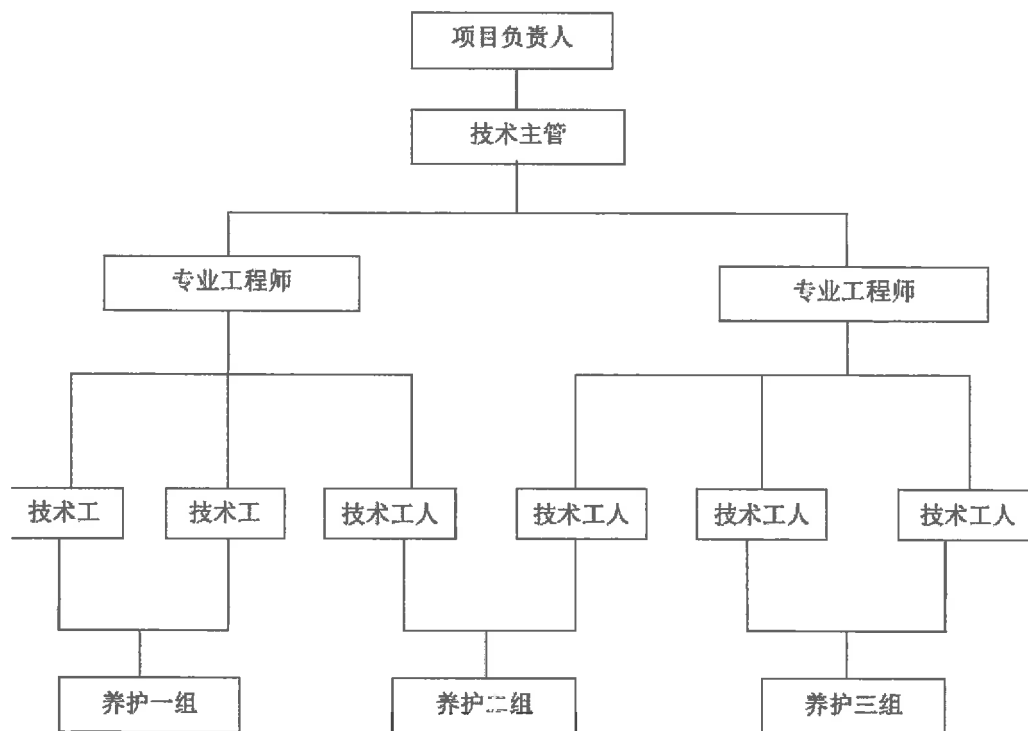 项目负责人
技术主管
专业工程师
专业工程师
技术工
技术工
技术工人
技术工人
技术工人
技术工人
养护一组
养护二组
养护三组